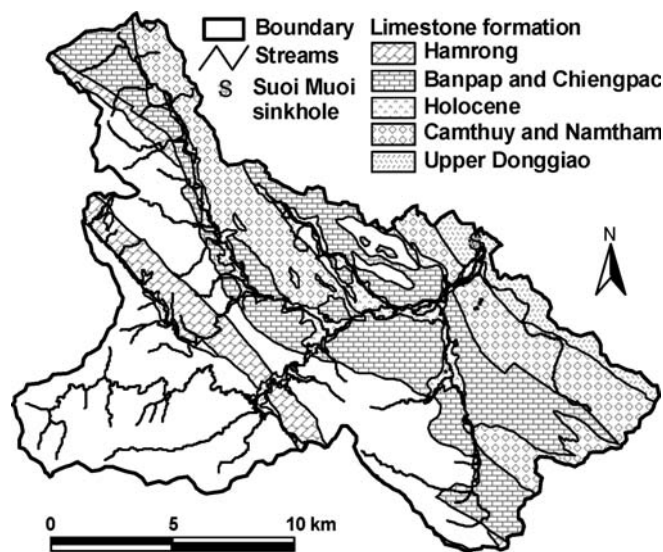 Boundary
Streams
S Suoi Muoi
sinkhole
Limestone formation
Hamrong
Banpap and Chiengpac
Holocene
Camthuy and Namtham
Upper Donggiao
N
0 5 10 km